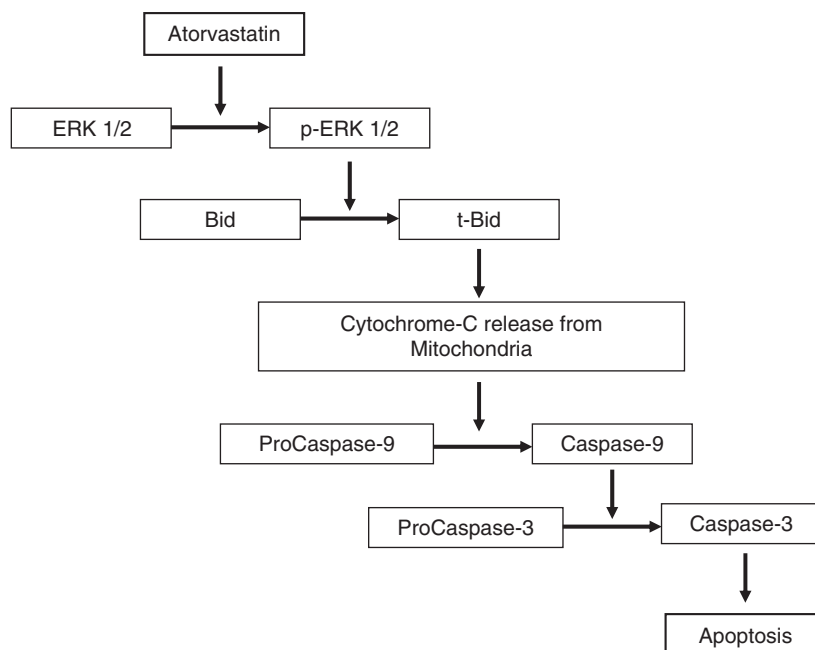 Atorvastatin
ERK 1/2
p-ERK 1/2
Bid
t-Bid
Cytochrome-C release from
Mitochondria
ProCaspase-9
Caspase-9
ProCaspase-3
Caspase-3
Apoptosis